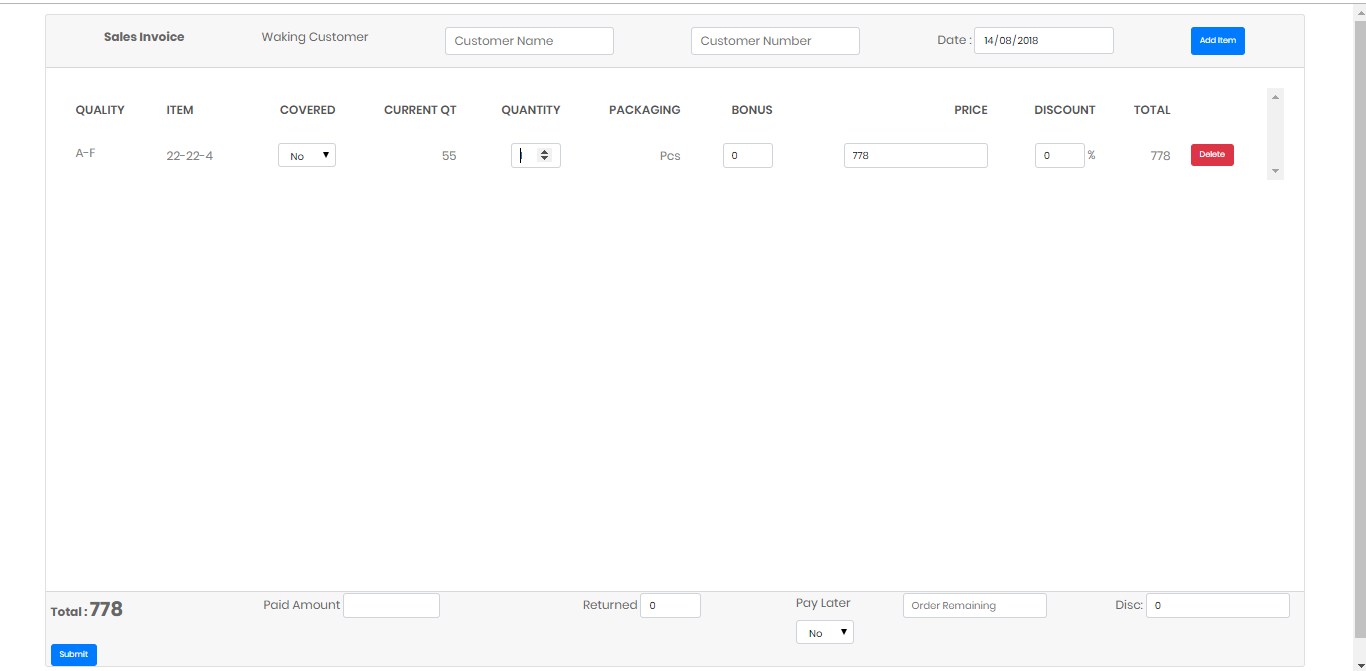 Sales Invoice Waking Customer Customer Name Customer Number Date : 14/08/2018 Add Item
QUALITY ITEM COVERED CURRENT QT QUANTITY PACKAGING BONUS PRICE DISCOUNT TOTAL
A-F 22-22-4 No 55 Pcs 0 778 0 % 778 Delete
Total : 778 Paid Amount Returned 0 Pay Later Order Remaining Disc: 0
No
Submit